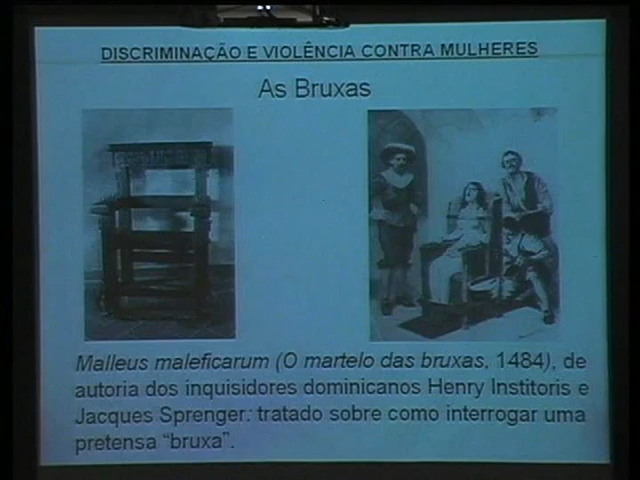 DISCRIMINAÇÃO E VIOLÊNCIA CONTRA MULHERES
As Bruxas
Malleus maleficarum (O martelo das bruxas, 1484), de
autoria dos inquisidores dominicanos Henry Institoris e
Jacques Sprenger: tratado sobre como interrogar uma
pretensa “bruxa”.